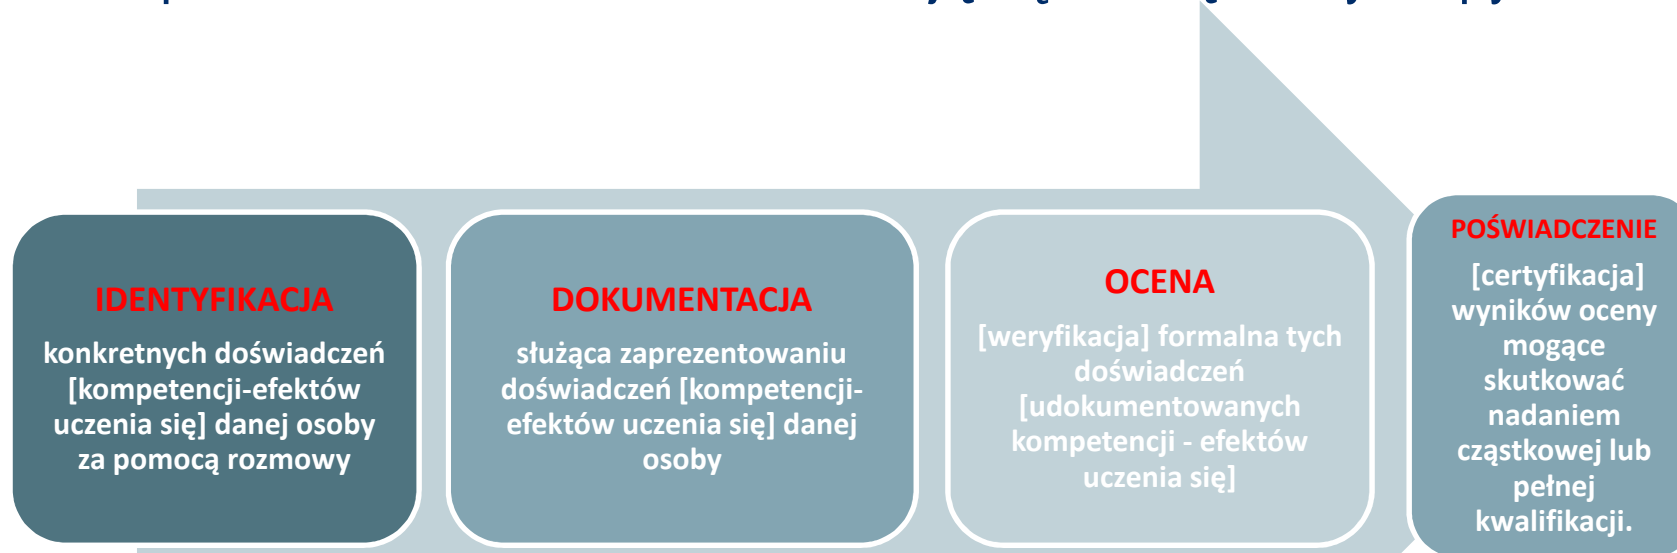 IDENTYFIKACJA
konkretnych doświadczeń
[kompetencji-efektów
uczenia się] danej osoby
za pomocą rozmowy
DOKUMENTACJA
służąca zaprezentowaniu
doświadczeń [kompetencji-
efektów uczenia się] danej
osoby
OCENA
[weryfikacja] formalna tych
doświadczeń
[udokumentowanych
kompetencji - efektów
uczenia się]
POŚWIADCZENIE
[certyfikacja]
wyników oceny
mogące
skutkować
nadaniem
cząstkowej lub
pełnej
kwalifikacji.